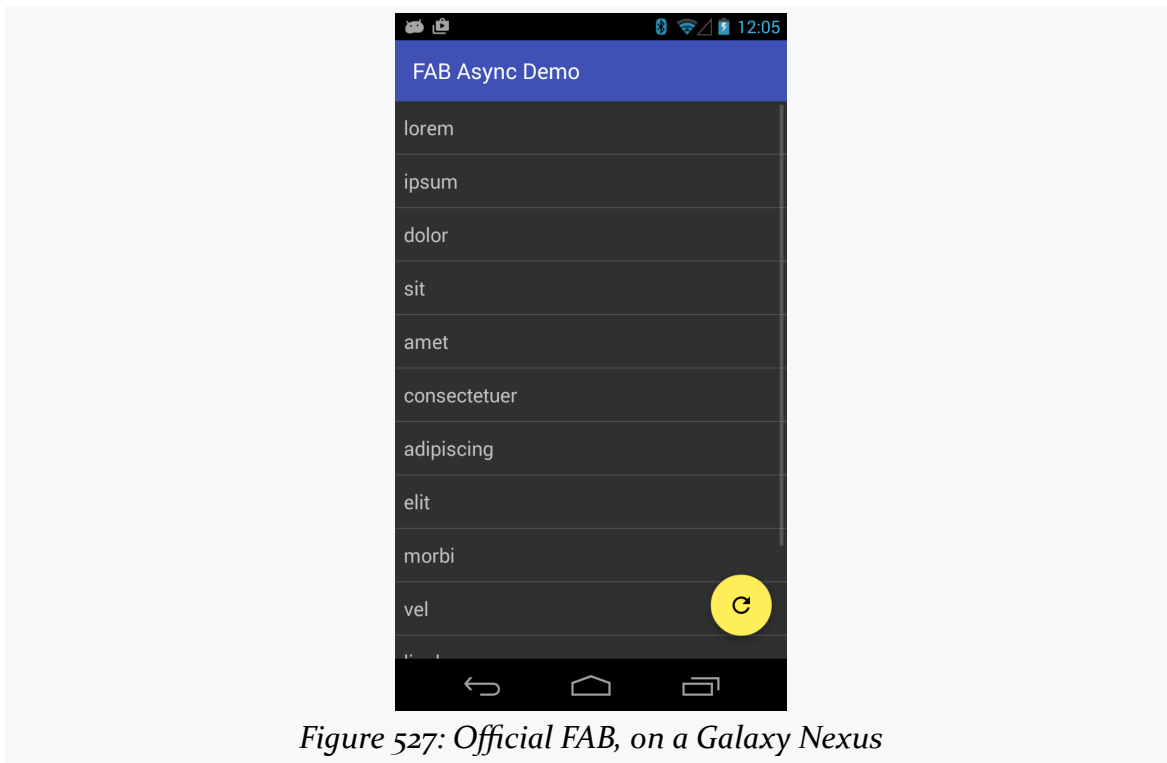 12:05
FAB Async Demo
lorem
ipsum
dolor
sit
amet
consectetuer
adipiscing
elit
morbi
vel
Figure 527: Official FAB, on a Galaxy Nexus